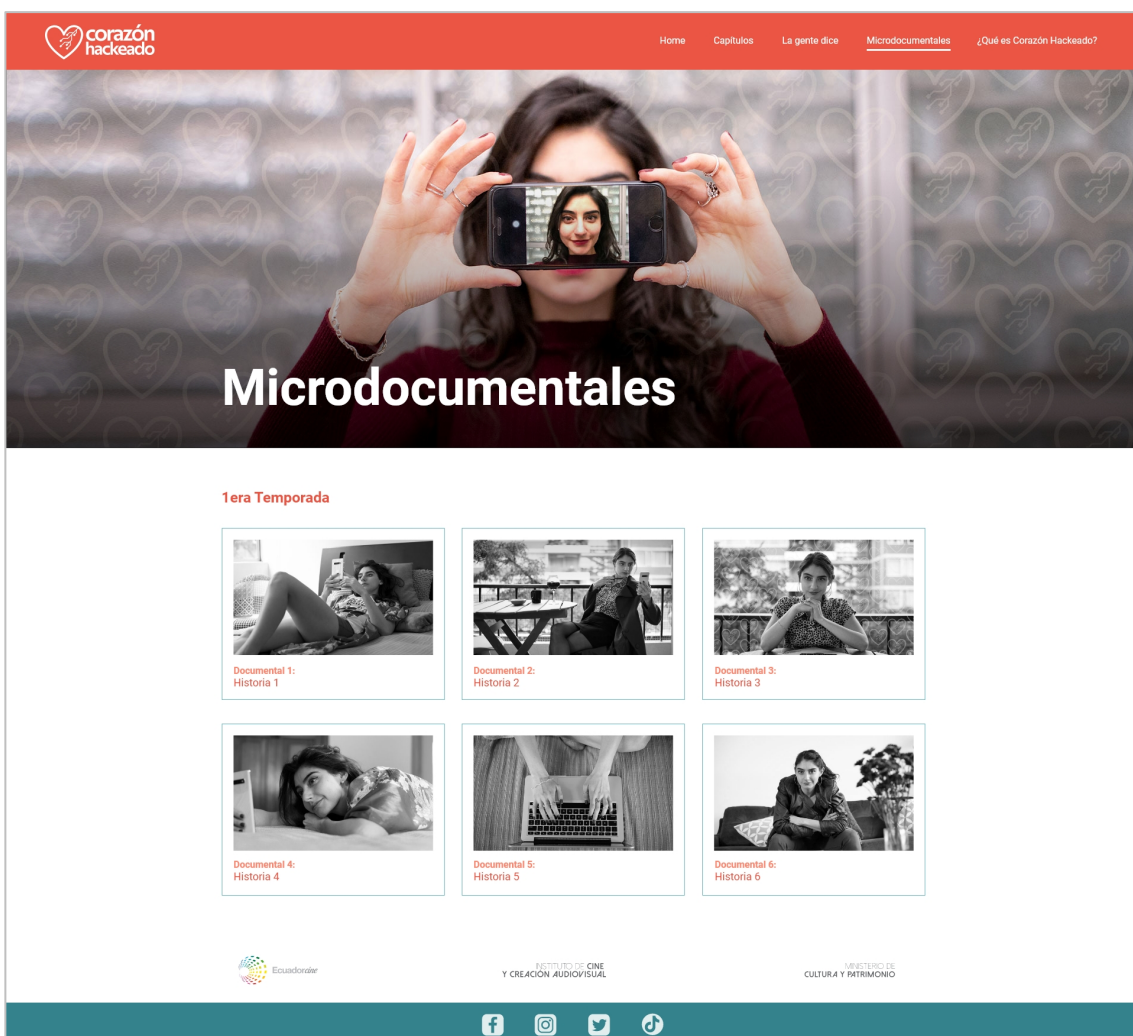 corazón
hackeado
Home
Capítulos
La gente dice
Microdocumentales
¿Qué es Corazón Hackeado?
Microdocumentales
1era Temporada
Documental 1:
Historia 1
Documental 2:
Historia 2
Documental 3:
Historia 3
Documental 4:
Historia 4
Documental 5:
Historia 5
Documental 6:
Historia 6
Ecuadorcine
INSTITUTO DE CINE
Y CREACIÓN AUDIOVISUAL
MINISTERIO DE
CULTURA Y PATRIMONIO